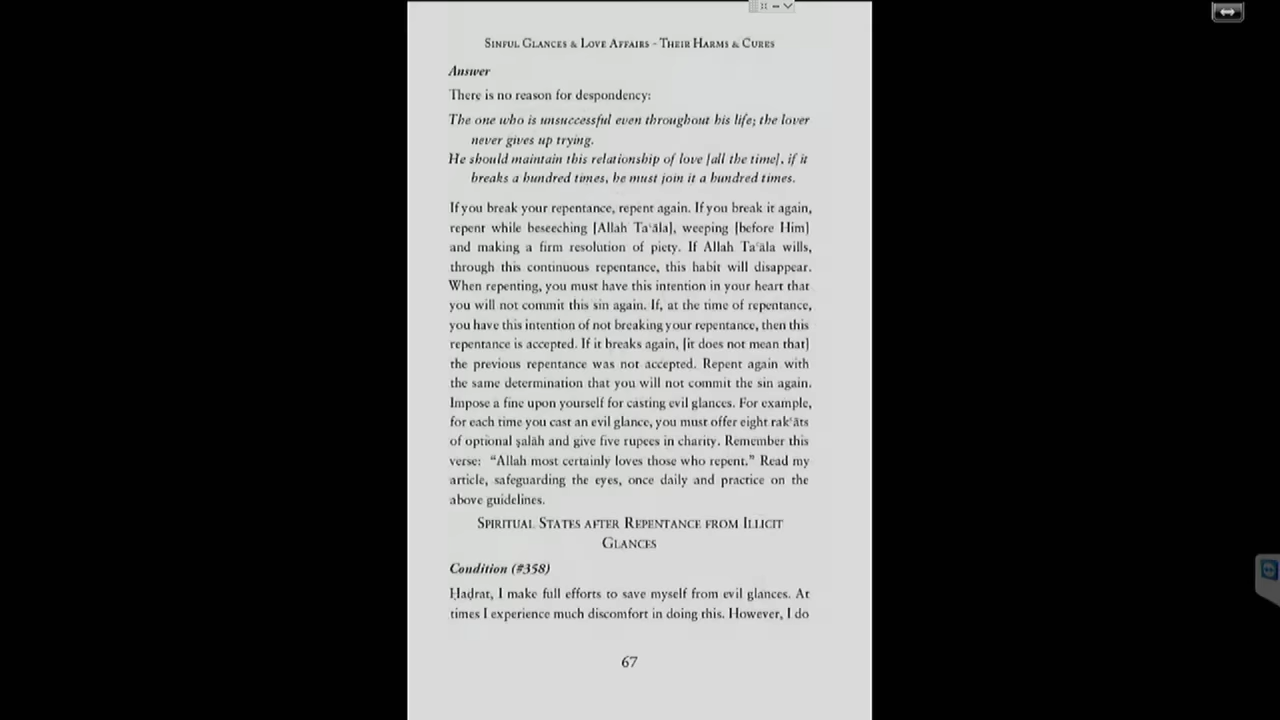 Sinful Glances & Love Affairs - Their Harms & Cures
Answer
There is no reason for despondency:
The one who is unsuccessful even throughout his life; the lover
never gives up trying.
He should maintain this relationship of love [all the time], if it
breaks a hundred times, he must join it a hundred times.
If you break your repentance, repent again. If you break it again,
repent while beseeching [Allah Taʿāla], weeping [before Him]
and making a firm resolution of piety. If Allah Taʿāla wills,
through this continuous repentance, this habit will disappear.
When repenting, you must have this intention in your heart that
you will not commit this sin again. If, at the time of repentance,
you have this intention of not breaking your repentance, then this
repentance is accepted. If it breaks again, [it does not mean that]
the previous repentance was not accepted. Repent again with
the same determination that you will not commit the sin again.
Impose a fine upon yourself for casting evil glances. For example,
for each time you cast an evil glance, you must offer eight rakʿāts
of optional ṣalāh and give five rupees in charity. Remember this
verse: “Allah most certainly loves those who repent.” Read my
article, safeguarding the eyes, once daily and practice on the
above guidelines.
Spiritual States after Repentance from Illicit
Glances
Condition (#358)
Ḥaḍrat, I make full efforts to save myself from evil glances. At
times I experience much discomfort in doing this. However, I do
67